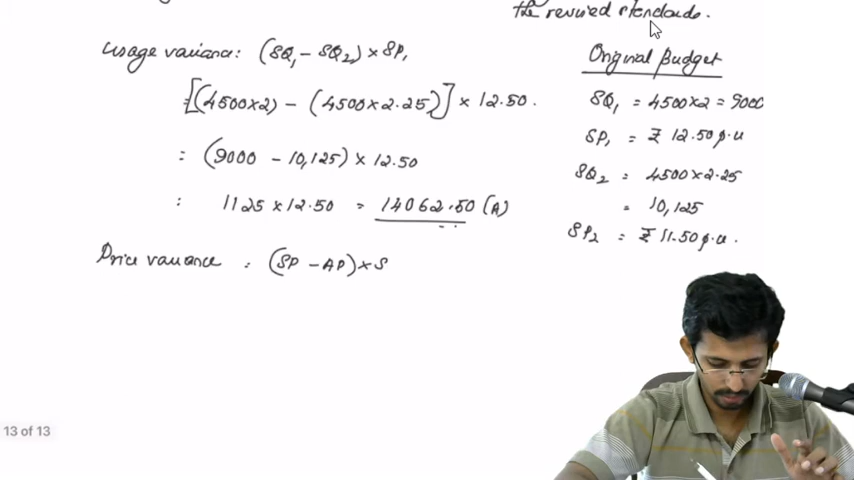 the revised standards.
Usage variance: (SQ₁ - SQ₂) × SP₁
Original Budget
= [(4500×2) - (4500×2.25)] × 12.50.
SQ₁ = 4500×2 = 9000
SP₁ = ₹ 12.50 p.u
: (9000 - 10,125) × 12.50
SQ₂ = 4500×2.25
: 1125 × 12.50 = 14062.50 (A)
= 10,125
SP₂ = ₹ 11.50 p.u.
Price variance : (SP - AP) × S
13 of 13